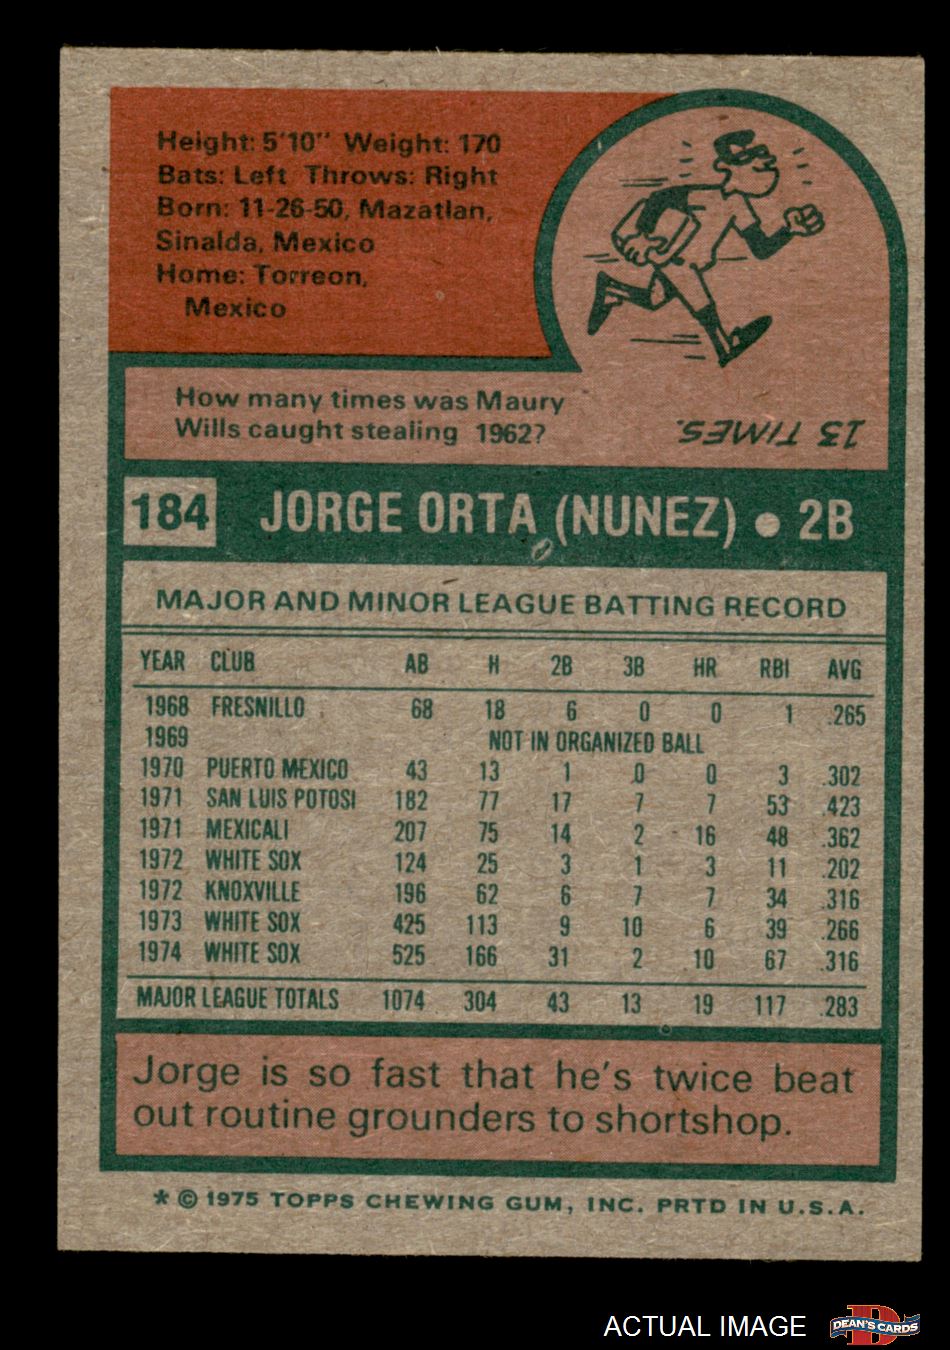 Height: 5'10" Weight: 170
Bats: Left Throws: Right
Born: 11-26-50, Mazatlan,
Sinalda, Mexico
Home: Torreon,
Mexico
How many times was Maury
Wills caught stealing 1962?
13 TIMES.
184 JORGE ORTA (NUNEZ) • 2B
MAJOR AND MINOR LEAGUE BATTING RECORD
YEAR CLUB AB H 2B 3B HR RBI AVG
1968 FRESNILLO 68 18 6 0 0 1 .265
1969 NOT IN ORGANIZED BALL
1970 PUERTO MEXICO 43 13 1 0 0 3 .302
1971 SAN LUIS POTOSI 182 77 17 7 7 53 .423
1971 MEXICALI 207 75 14 2 16 48 .362
1972 WHITE SOX 124 25 3 1 3 11 .202
1972 KNOXVILLE 196 62 6 7 7 34 .316
1973 WHITE SOX 425 113 9 10 6 39 .266
1974 WHITE SOX 525 166 31 2 10 67 .316
MAJOR LEAGUE TOTALS 1074 304 43 13 19 117 .283
Jorge is so fast that he's twice beat
out routine grounders to shortshop.
* © 1975 TOPPS CHEWING GUM, INC. PRTD IN U.S.A.
ACTUAL IMAGE
D
DEAN'S CARDS